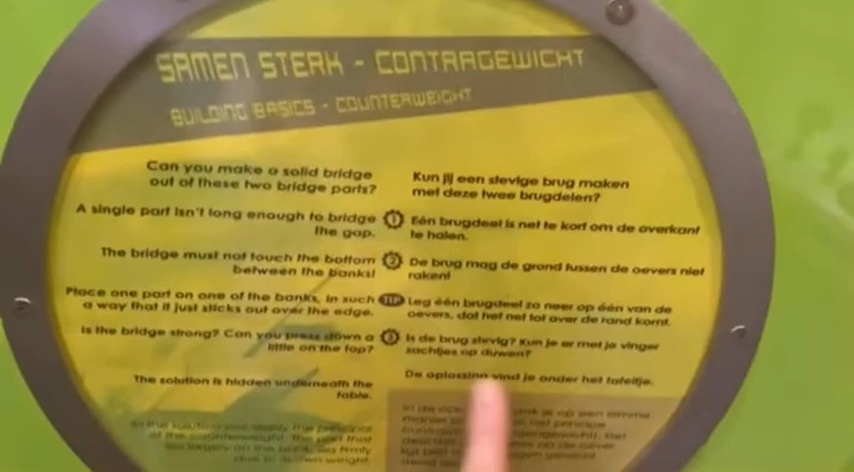 SAMEN STERK - CONTRAGEWICHT
BUILDING BASICS - COUNTERWEIGHT
Can you make a solid bridge
out of these two bridge parts?
A single part isn't long enough to bridge
the gap.
The bridge must not touch the bottom
between the banks!
Place one part on one of the banks, in such
a way that it just sticks out over the edge.
Is the bridge strong? Can you press down a
little on the top?
The solution is hidden underneath the
table.
Kun jij een stevige brug maken
met deze twee brugdelen?
1 Eén brugdeel is net te kort om de overkant
te halen.
2 De brug mag de grond tussen de oevers niet
raken!
TIP Leg één brugdeel zo neer op één van de
oevers, dat het net tot over de rand komt.
3 Is de brug stevig? Kun je er met je vinger
zachtjes op duwen?
De oplossing vind je onder het tafeltje.